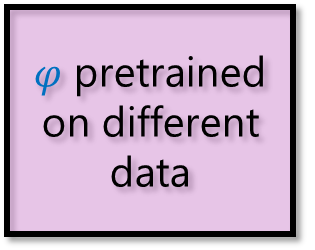 φ pretrained
on different
data